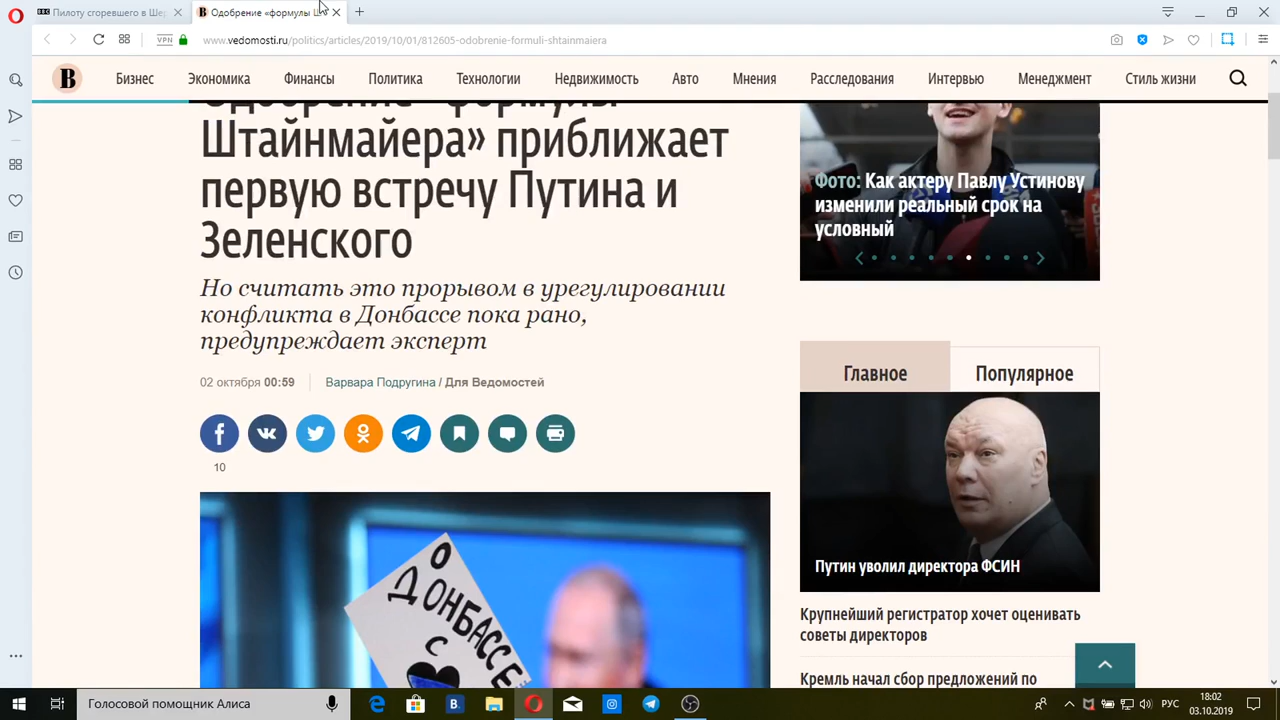 BBC Пилоту сгоревшего в Шер
В Одобрение «формулы Ш
VPN www.vedomosti.ru/politics/articles/2019/10/01/812605-odobrenie-formuli-shtainmaiera
В Бизнес Экономика Финансы Политика Технологии Недвижимость Авто Мнения Расследования Интервью Менеджмент Стиль жизни
Одобрение «формулы
Штайнмайера» приближает
первую встречу Путина и
Зеленского
Но считать это прорывом в урегулировании
конфликта в Донбассе пока рано,
предупреждает эксперт
02 октября 00:59 Варвара Подругина / Для Ведомостей
10
О
ДОНБАССЕ
С
Фото: Как актеру Павлу Устинову
изменили реальный срок на
условный
Главное Популярное
Путин уволил директора ФСИН
Крупнейший регистратор хочет оценивать
советы директоров
Кремль начал сбор предложений по
Голосовой помощник Алиса
B.
РУС
18:02
03.10.2019